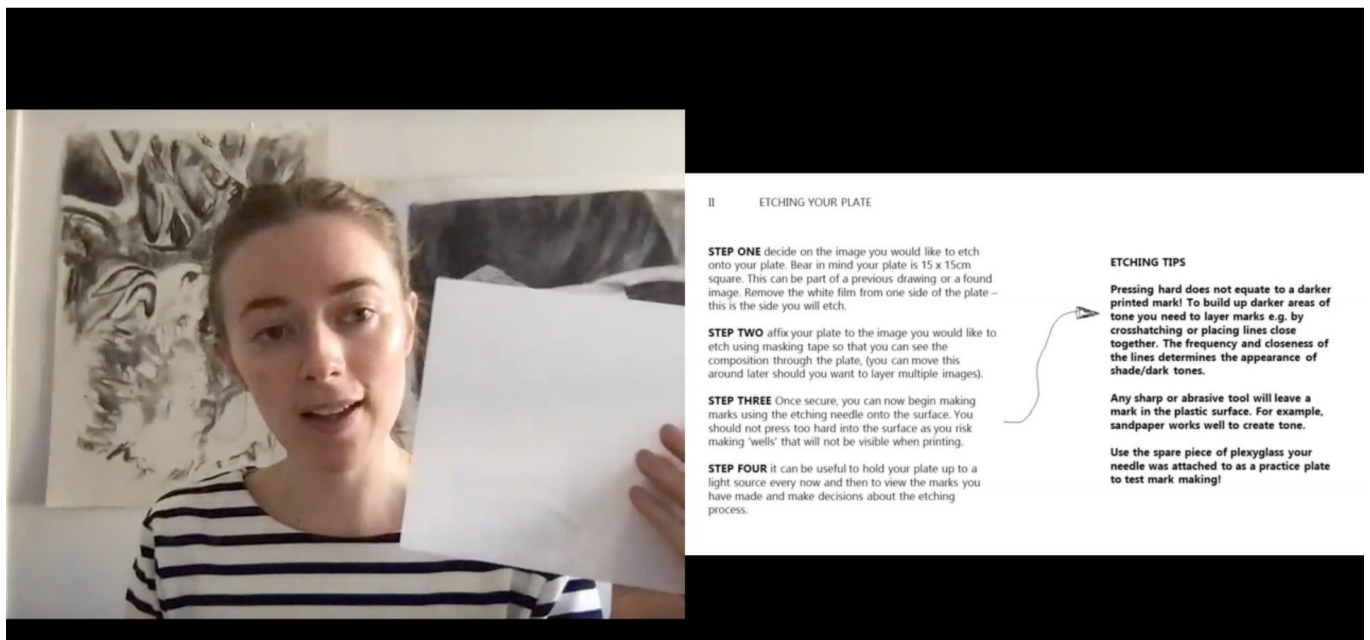 II ETCHING YOUR PLATE
STEP ONE decide on the image you would like to etch
onto your plate. Bear in mind your plate is 15 x 15cm
square. This can be part of a previous drawing or a found
image. Remove the white film from one side of the plate –
this is the side you will etch.
STEP TWO affix your plate to the image you would like to
etch using masking tape so that you can see the
composition through the plate, (you can move this
around later should you want to layer multiple images).
STEP THREE Once secure, you can now begin making
marks using the etching needle onto the surface. You
should not press too hard into the surface as you risk
making 'wells' that will not be visible when printing.
STEP FOUR it can be useful to hold your plate up to a
light source every now and then to view the marks you
have made and make decisions about the etching
process.
ETCHING TIPS
Pressing hard does not equate to a darker
printed mark! To build up darker areas of
tone you need to layer marks e.g. by
crosshatching or placing lines close
together. The frequency and closeness of
the lines determines the appearance of
shade/dark tones.
Any sharp or abrasive tool will leave a
mark in the plastic surface. For example,
sandpaper works well to create tone.
Use the spare piece of plexyglass your
needle was attached to as a practice plate
to test mark making!